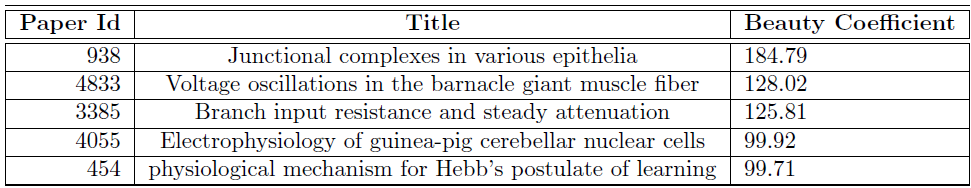 Paper Id Title Beauty Coefficient
938 Junctional complexes in various epithelia 184.79
4833 Voltage oscillations in the barnacle giant muscle fiber 128.02
3385 Branch input resistance and steady attenuation 125.81
4055 Electrophysiology of guinea-pig cerebellar nuclear cells 99.92
454 physiological mechanism for Hebb's postulate of learning 99.71